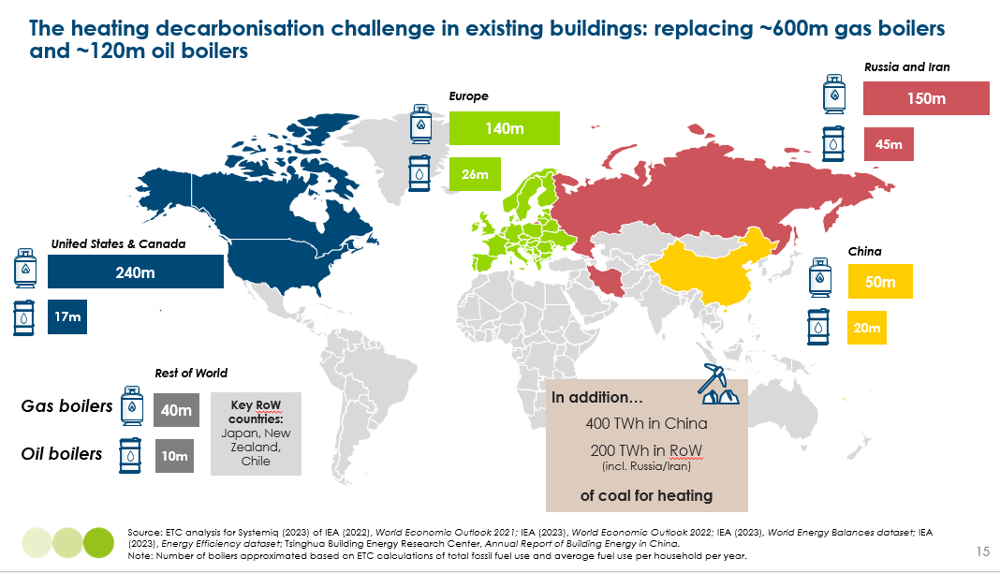 The heating decarbonisation challenge in existing buildings: replacing ~600m gas boilers
and ~120m oil boilers
Russia and Iran
150m
45m
Europe
140m
26m
United States & Canada
240m
17m
China
50m
20m
Rest of World
Gas boilers
40m
Oil boilers
10m
Key RoW
countries:
Japan, New
Zealand,
Chile
In addition…
400 TWh in China
200 TWh in RoW
(incl. Russia/Iran)
of coal for heating
Source: ETC analysis for Systemiq (2023) of IEA (2022), World Economic Outlook 2021; IEA (2023), World Economic Outlook 2022; IEA (2023), World Energy Balances dataset; IEA
(2023), Energy Efficiency dataset; Tsinghua Building Energy Research Center, Annual Report of Building Energy in China.
Note: Number of boilers approximated based on ETC calculations of total fossil fuel use and average fuel use per household per year.
15